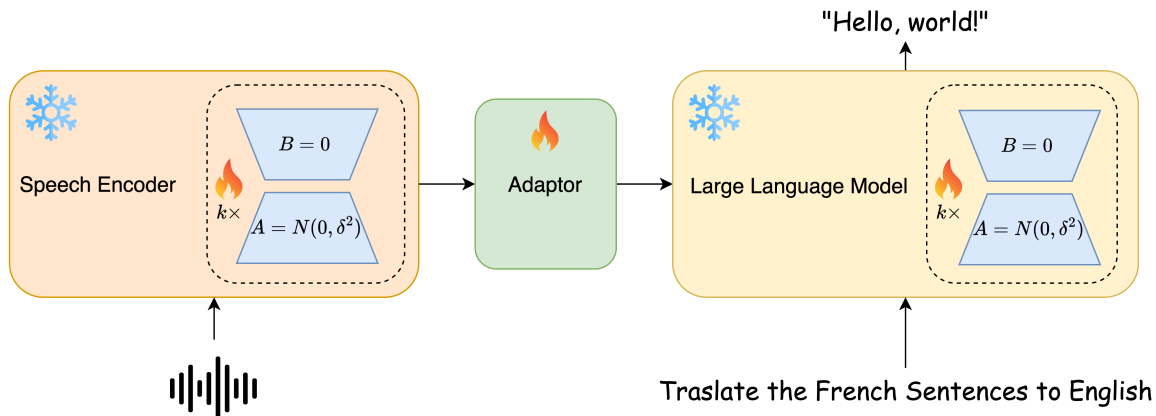 "Hello, world!"
B = 0
Speech Encoder
k×
A = N(0, δ²)
Adaptor
Large Language Model
B = 0
k×
A = N(0, δ²)
Traslate the French Sentences to English